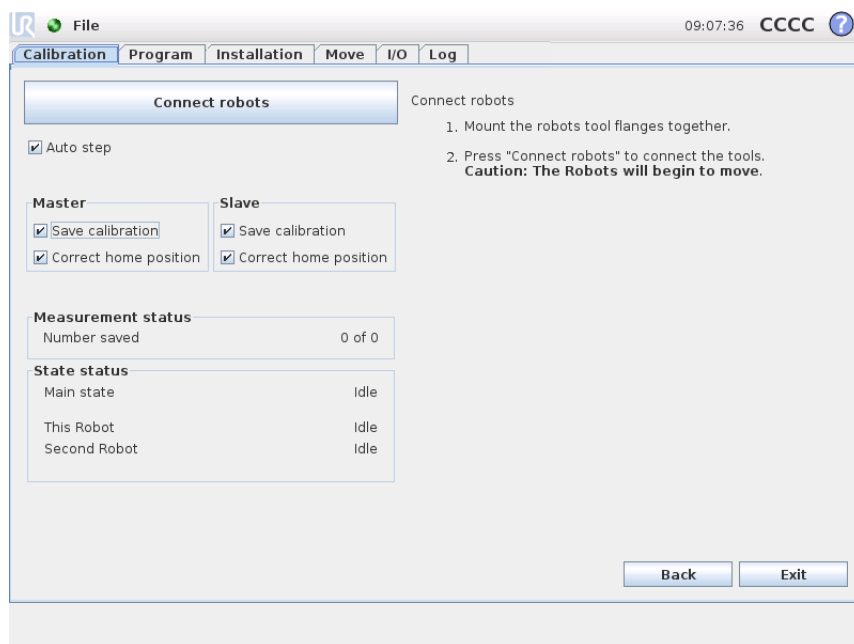 UR File 09:07:36 CCCC ?
Calibration Program Installation Move I/O Log
Connect robots
Auto step
Master
Save calibration
Correct home position
Slave
Save calibration
Correct home position
Measurement status
Number saved 0 of 0
State status
Main state Idle
This Robot Idle
Second Robot Idle
Connect robots
1. Mount the robots tool flanges together.
2. Press "Connect robots" to connect the tools.
Caution: The Robots will begin to move.
Back Exit